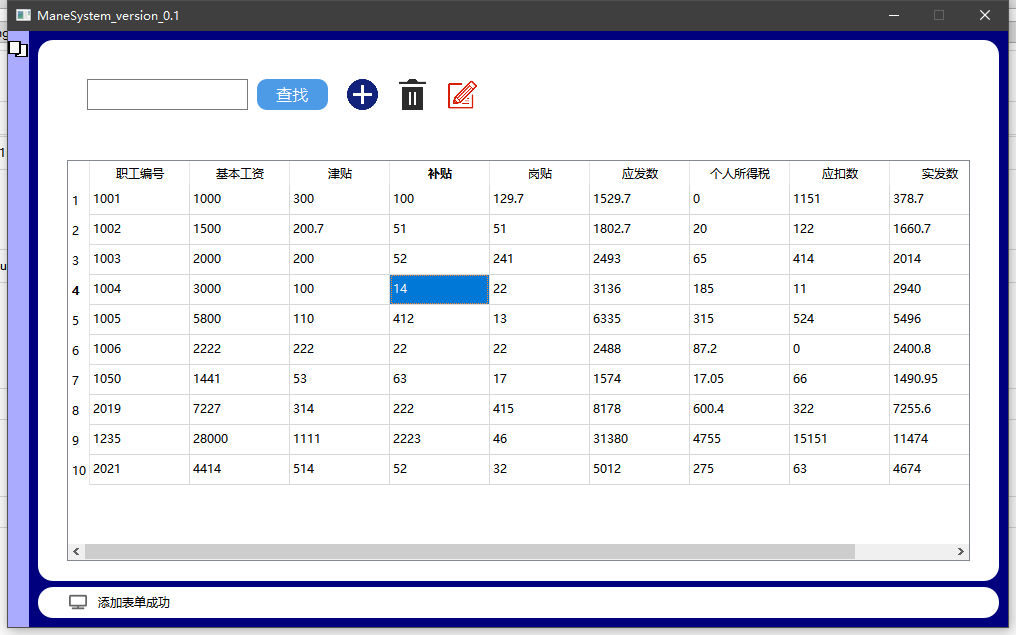 ManeSystem_version_0.1
查找
职工编号 基本工资 津贴 补贴 岗贴 应发数 个人所得税 应扣数 实发数
1 1001 1000 300 100 129.7 1529.7 0 1151 378.7
2 1002 1500 200.7 51 51 1802.7 20 122 1660.7
3 1003 2000 200 52 241 2493 65 414 2014
4 1004 3000 100 14 22 3136 185 11 2940
5 1005 5800 110 412 13 6335 315 524 5496
6 1006 2222 222 22 22 2488 87.2 0 2400.8
7 1050 1441 53 63 17 1574 17.05 66 1490.95
8 2019 7227 314 222 415 8178 600.4 322 7255.6
9 1235 28000 1111 2223 46 31380 4755 15151 11474
10 2021 4414 514 52 32 5012 275 63 4674
添加表单成功